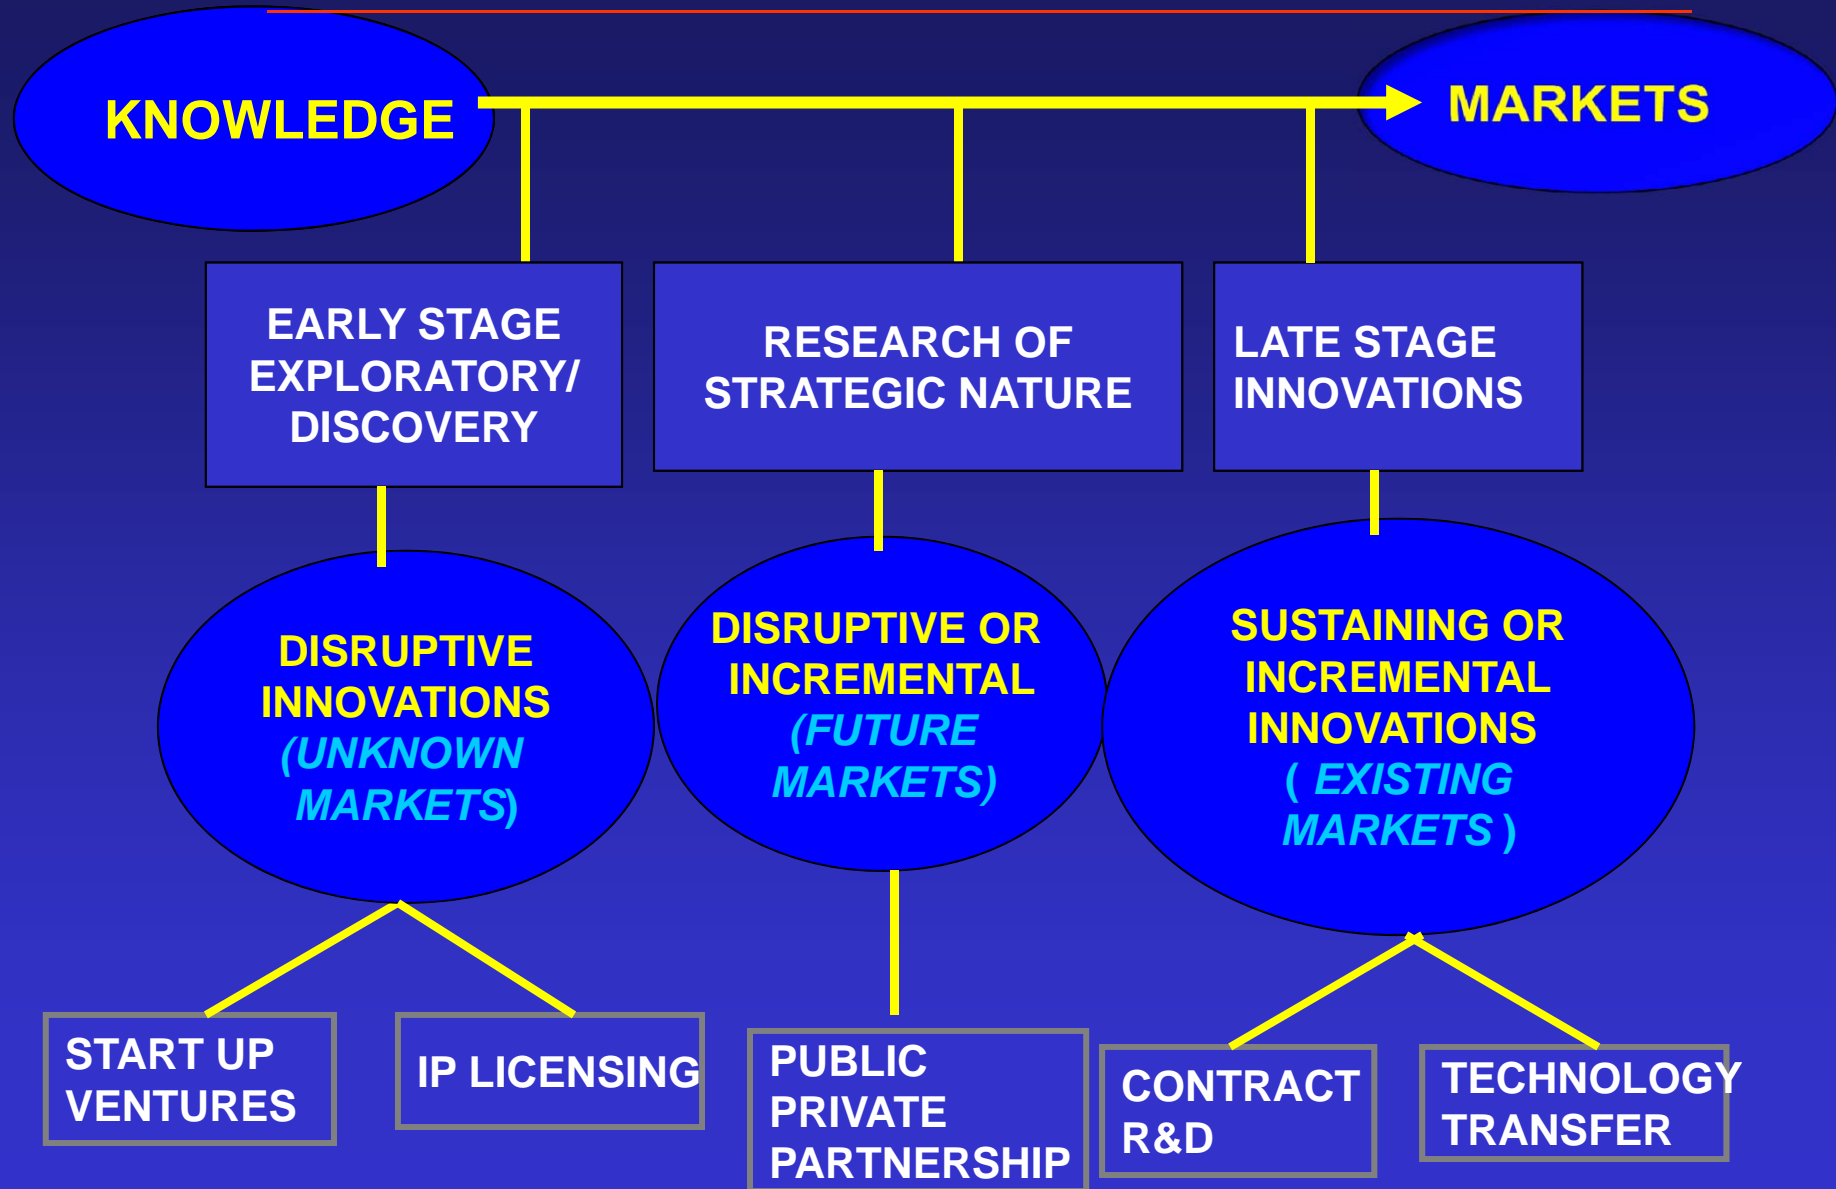 KNOWLEDGE
MARKETS
EARLY STAGE
EXPLORATORY/
DISCOVERY
RESEARCH OF
STRATEGIC NATURE
LATE STAGE
INNOVATIONS
DISRUPTIVE
INNOVATIONS
(UNKNOWN
MARKETS)
DISRUPTIVE OR
INCREMENTAL
(FUTURE
MARKETS)
SUSTAINING OR
INCREMENTAL
INNOVATIONS
( EXISTING
MARKETS )
START UP
VENTURES
IP LICENSING
PUBLIC
PRIVATE
PARTNERSHIP
CONTRACT
R&D
TECHNOLOGY
TRANSFER